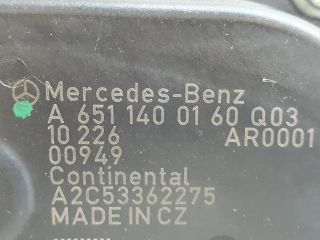 Mercedes-Benz
A 651 140 01 60 Q03
10 226 AR0001
00949
Continental
A2C53362275
MADE IN CZ